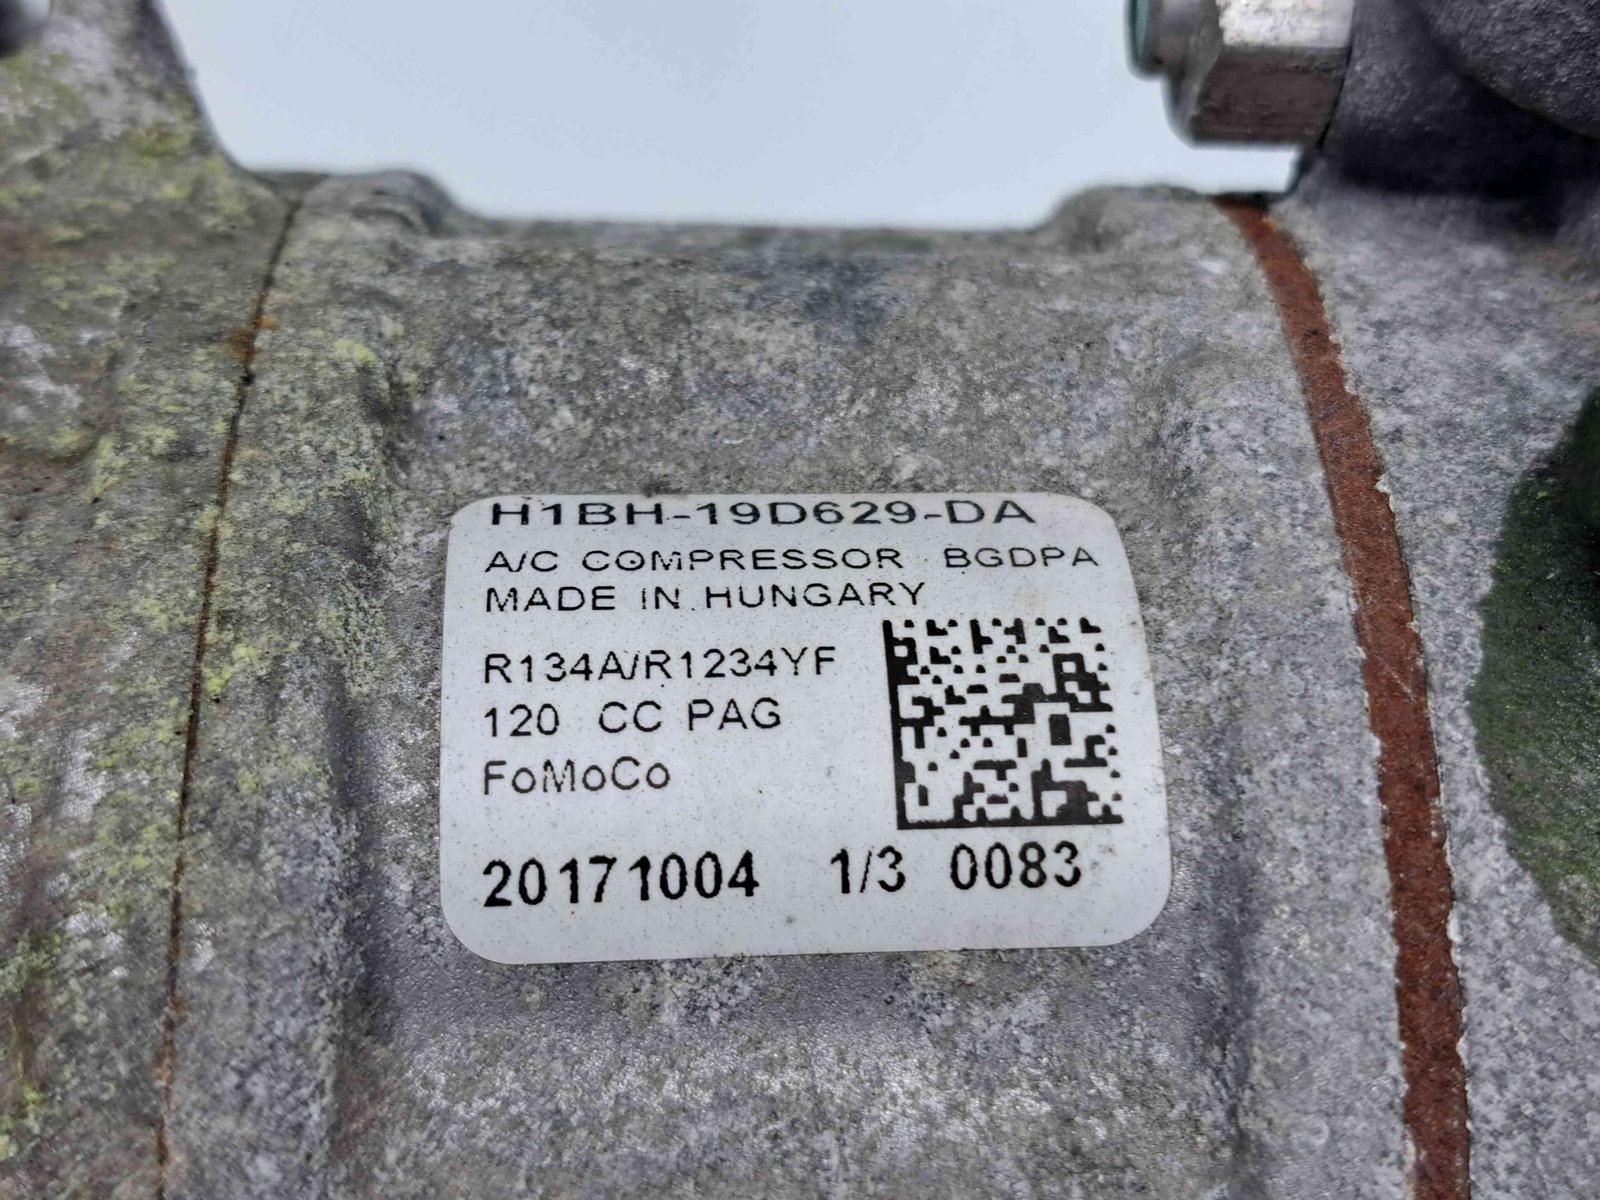 H1BH-19D629-DA
A/C COMPRESSOR BGDPA
MADE IN HUNGARY
R134A/R1234YF
120 CC PAG
FoMoCo
20171004 1/3 0083